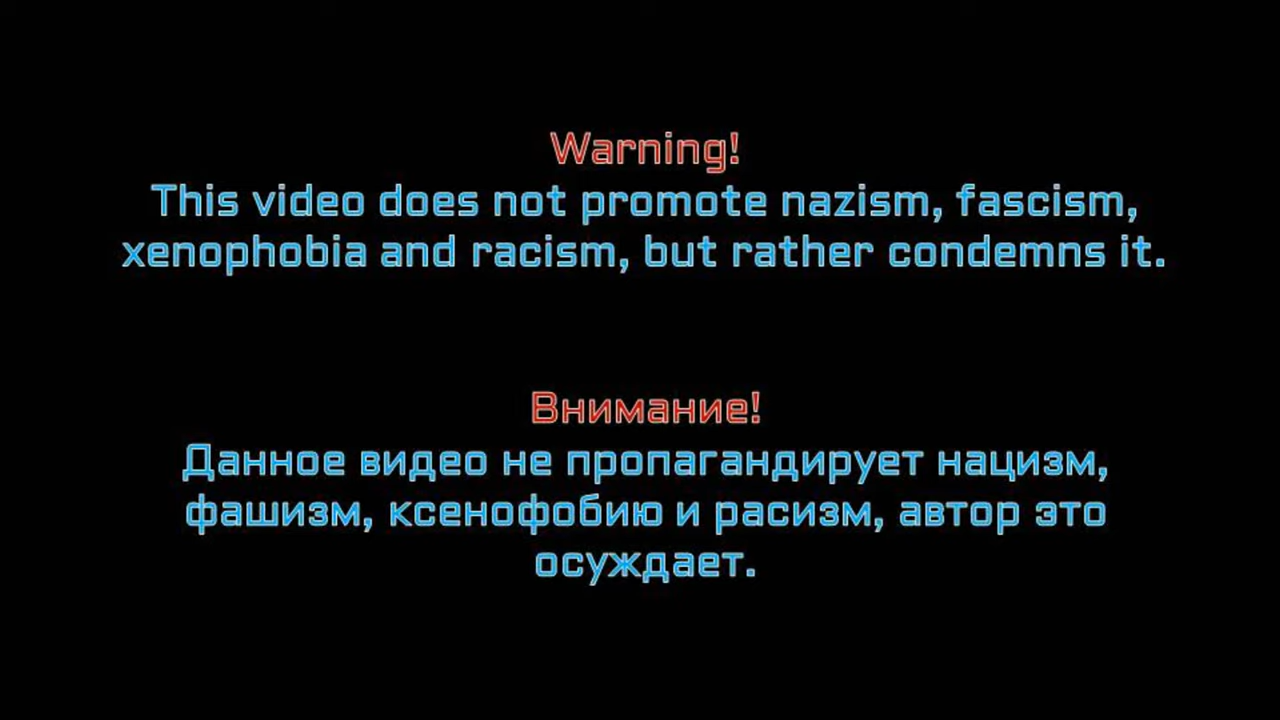 Warning!
This video does not promote nazism, fascism,
xenophobia and racism, but rather condemns it.
Внимание!
Данное видео не пропагандирует нацизм,
фашизм, ксенофобию и расизм, автор это
осуждает.